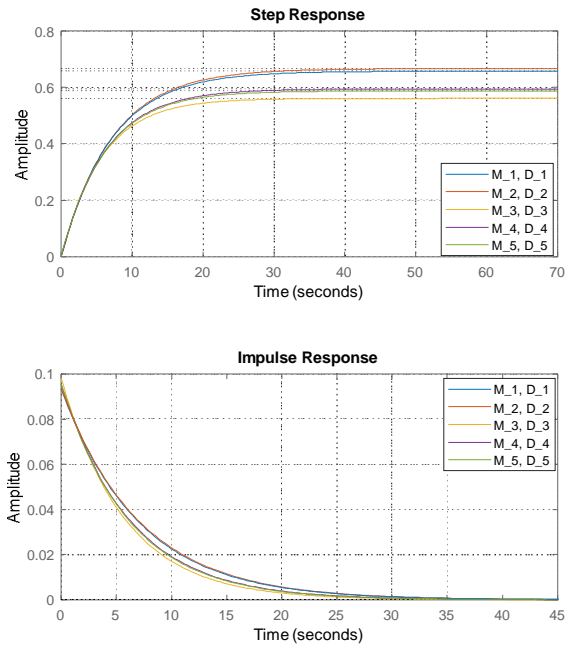 Step Response
Amplitude
0.8
0.6
0.4
0.2
0
M_1, D_1
M_2, D_2
M_3, D_3
M_4, D_4
M_5, D_5
0 10 20 30 40 50 60 70
Time (seconds)
Impulse Response
Amplitude
0.1
0.08
0.06
0.04
0.02
0
M_1, D_1
M_2, D_2
M_3, D_3
M_4, D_4
M_5, D_5
0 5 10 15 20 25 30 35 40 45
Time (seconds)